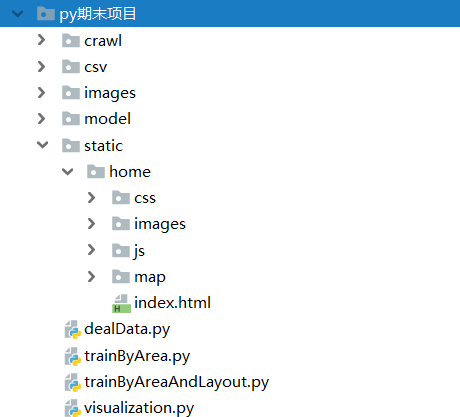 py期末项目
crawl
csv
images
model
static
home
css
images
js
map
index.html
dealData.py
trainByArea.py
trainByAreaAndLayout.py
visualization.py